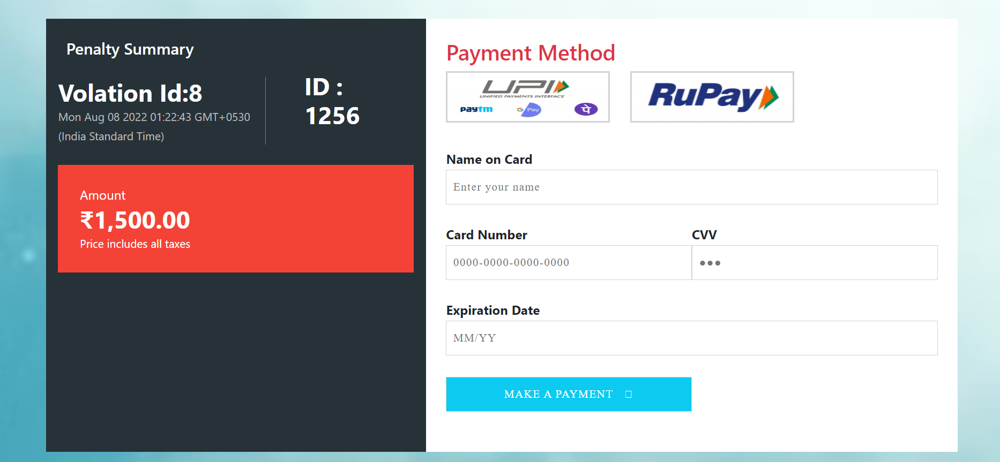 Penalty Summary
Volation Id:8
Mon Aug 08 2022 01:22:43 GMT+0530
(India Standard Time)
ID :
1256
Amount
₹1,500.00
Price includes all taxes
Payment Method
UPI
UNIFIED PAYMENTS INTERFACE
paytm
G Pay
पे
RuPay
Name on Card
Enter your name
Card Number
CVV
0000-0000-0000-0000
●●●
Expiration Date
MM/YY
MAKE A PAYMENT